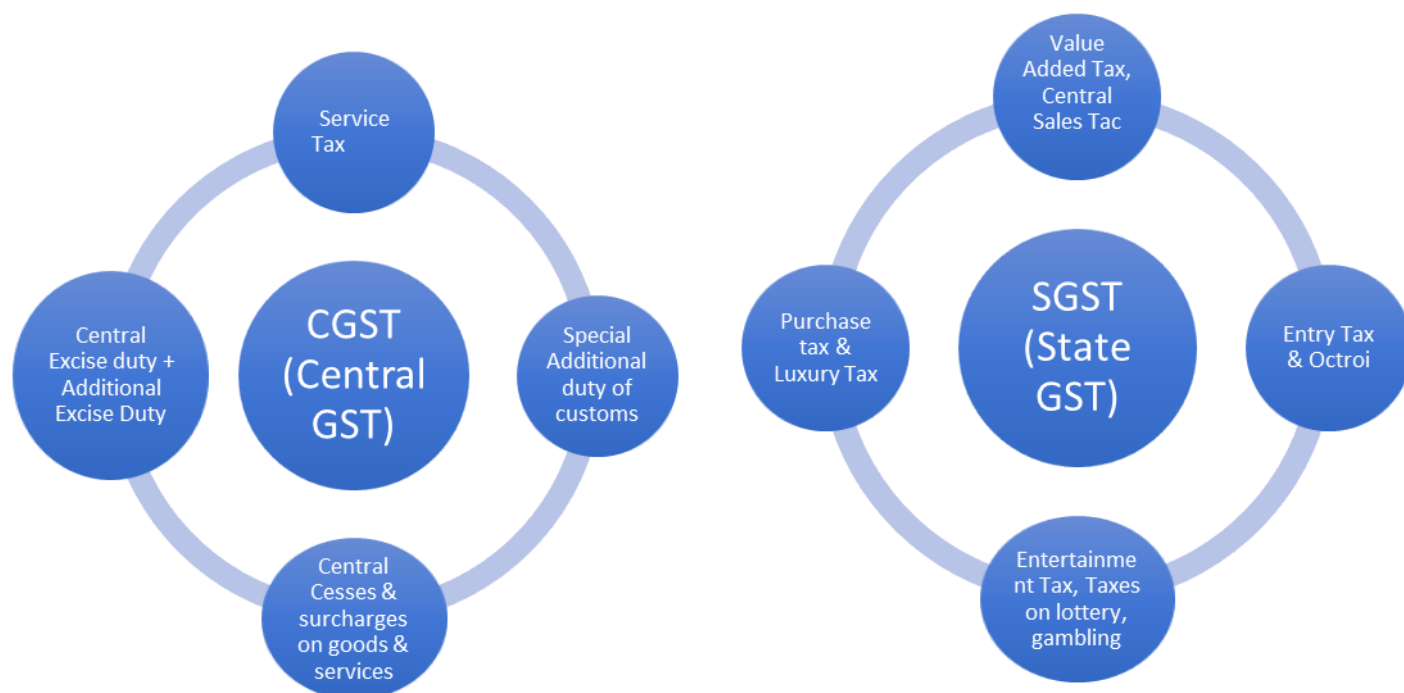 Service
Tax
Central
Excise duty +
Additional
Excise Duty
CGST
(Central
GST)
Special
Additional
duty of
customs
Central
Cesses &
surcharges
on goods &
services
Value
Added Tax,
Central
Sales Tac
Purchase
tax &
Luxury Tax
SGST
(State
GST)
Entry Tax
& Octroi
Entertainme
nt Tax, Taxes
on lottery,
gambling